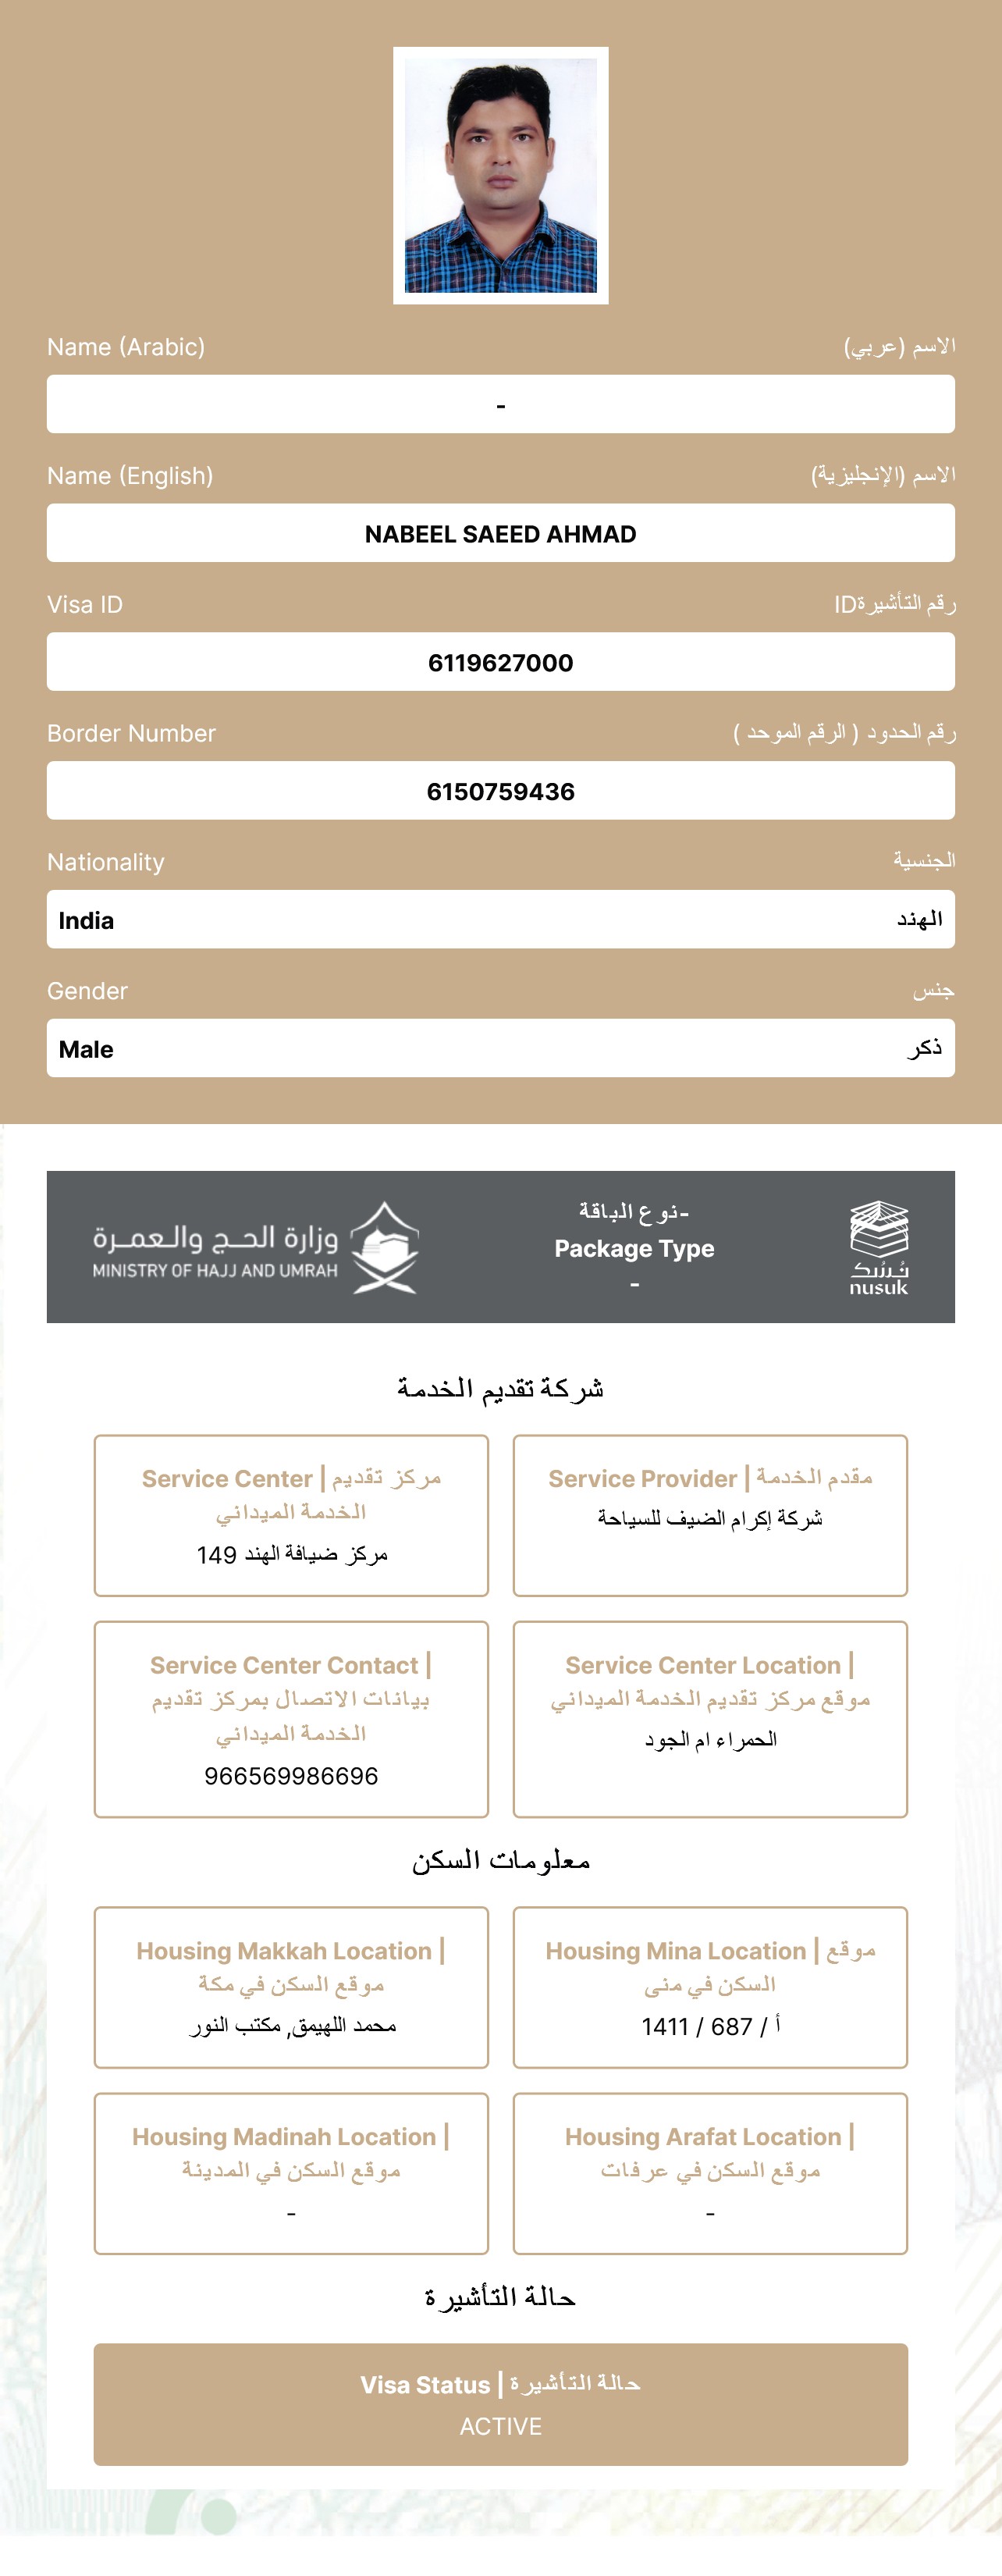 Name (Arabic) الاسم (عربي)
-
Name (English) الاسم (الإنجليزية)
NABEEL SAEED AHMAD
Visa ID رقم التأشيرةID
6119627000
Border Number رقم الحدود ( الرقم الموحد )
6150759436
Nationality الجنسية
India الهند
Gender جنس
Male ذكر
وزارة الحـج والـعمـرة
MINISTRY OF HAJJ AND UMRAH
نوع الباقة-
Package Type
-
نُسُك
nusuk
شركة تقديم الخدمة
Service Center | مركز تقديم
الخدمة الميداني
مركز ضيافة الهند 149
Service Provider | مقدم الخدمة
شركة إكرام الضيف للسياحة
Service Center Contact |
بيانات الاتصال بمركز تقديم
الخدمة الميداني
966569986696
Service Center Location |
موقع مركز تقديم الخدمة الميداني
الحمراء ام الجود
معلومات السكن
Housing Makkah Location |
موقع السكن في مكة
محمد اللهيمق, مكتب النور
Housing Mina Location | موقع
السكن في منى
أ / 687 / 1411
Housing Madinah Location |
موقع السكن في المدينة
-
Housing Arafat Location |
موقع السكن في عرفات
-
حالة التأشيرة
Visa Status | حالة التأشيرة
ACTIVE